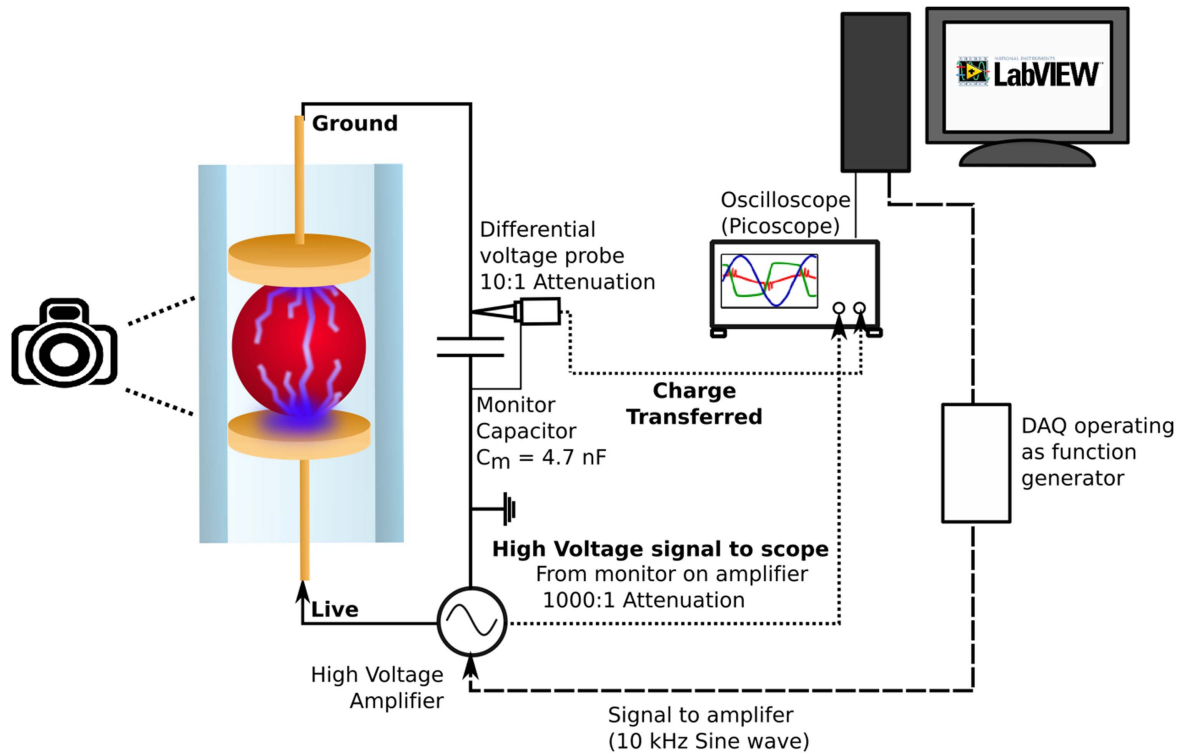 NATIONAL INSTRUMENTS
LabVIEW
Ground
Oscilloscope
(Picoscope)
Differential
voltage probe
10:1 Attenuation
Charge
Transferred
Monitor
Capacitor
Cm = 4.7 nF
DAQ operating
as function
generator
High Voltage signal to scope
From monitor on amplifier
1000:1 Attenuation
Live
High Voltage
Amplifier
Signal to amplifer
(10 kHz Sine wave)